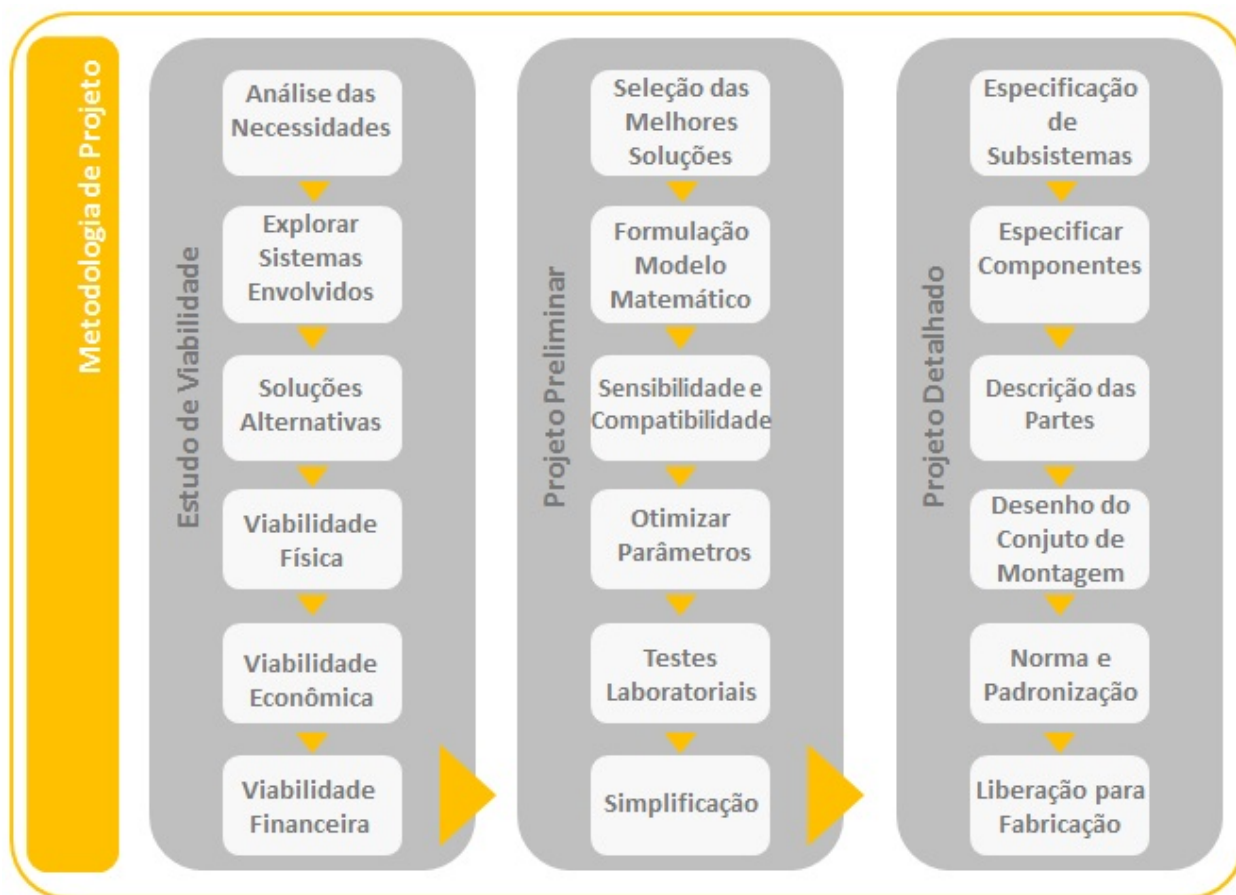 Metodologia de Projeto
Estudo de Viabilidade
Análise das
Necessidades
Explorar
Sistemas
Envolvidos
Soluções
Alternativas
Viabilidade
Física
Viabilidade
Econômica
Viabilidade
Financeira
Projeto Preliminar
Seleção das
Melhores
Soluções
Formulação
Modelo
Matemático
Sensibilidade e
Compatibilidade
Otimizar
Parâmetros
Testes
Laboratoriais
Simplificação
Projeto Detalhado
Especificação
de
Subsistemas
Especificar
Componentes
Descrição das
Partes
Desenho do
Conjuto de
Montagem
Norma e
Padronização
Liberação para
Fabricação